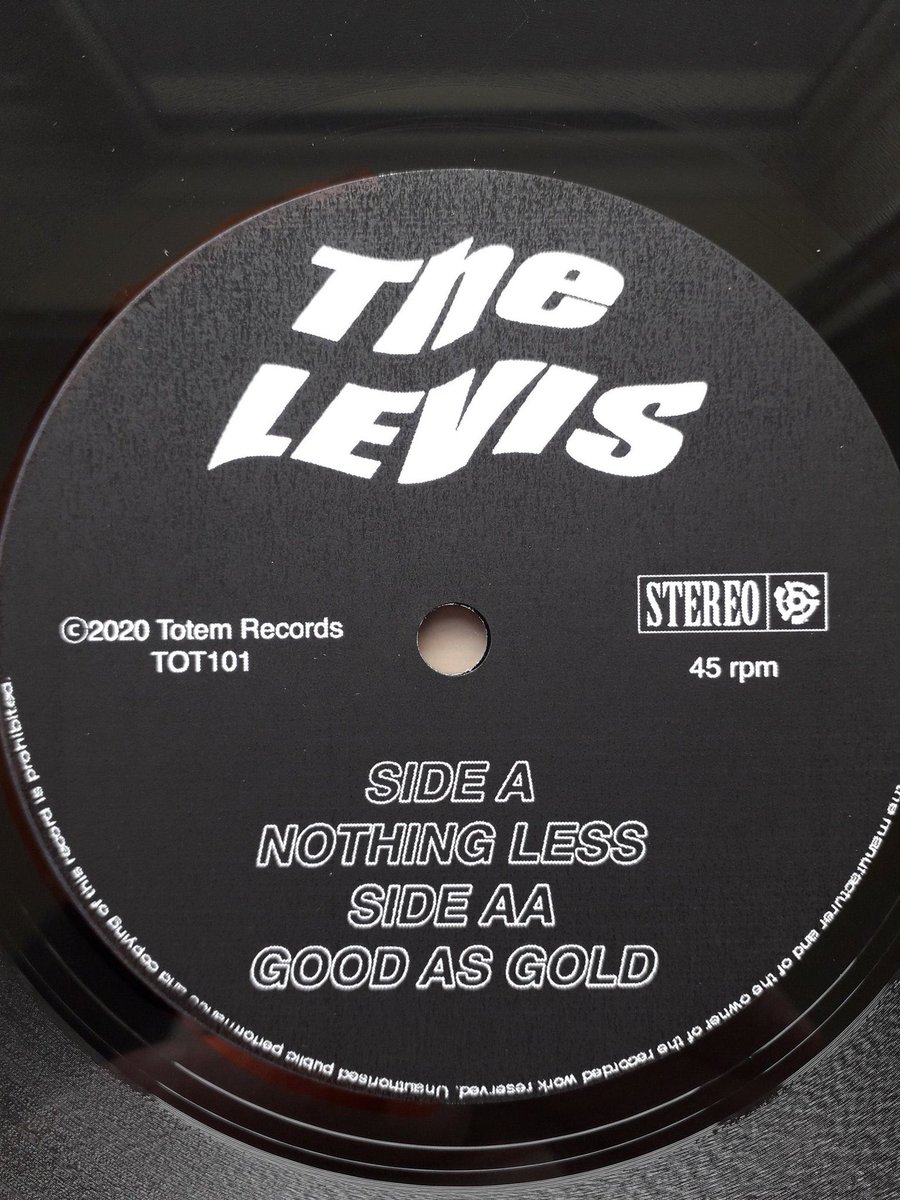 The
LEVIS
©2020 Totem Records
TOT101
STEREO
45 rpm
SIDE A
NOTHING LESS
SIDE AA
GOOD AS GOLD
the manufacturer and of the owner of the recorded work reserved. Unauthorised public performance and copying of this record is prohibited.